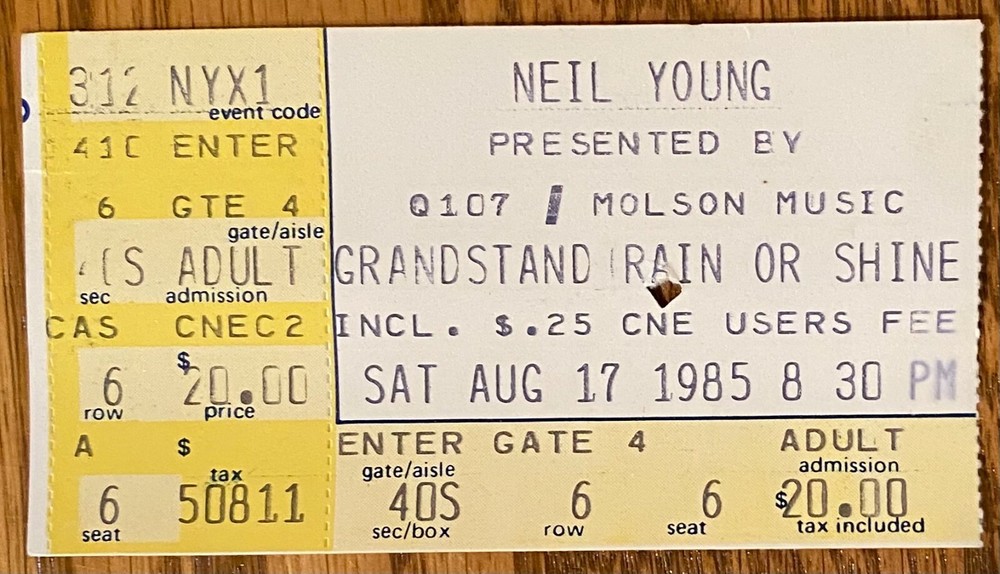 312 NYX1
event code
41C ENTER
6 GTE 4
gate/aisle
S ADULT
sec admission
CAS CNEC2
6 $20.00
row price
A $
tax
6 50811
seat
NEIL YOUNG
PRESENTED BY
Q107 / MOLSON MUSIC
GRANDSTAND RAIN OR SHINE
INCL. $.25 CNE USERS FEE
SAT AUG 17 1985 8 30 PM
ENTER GATE 4 ADULT
gate/aisle admission
40S 6 6 $20.00
sec/box row seat tax included